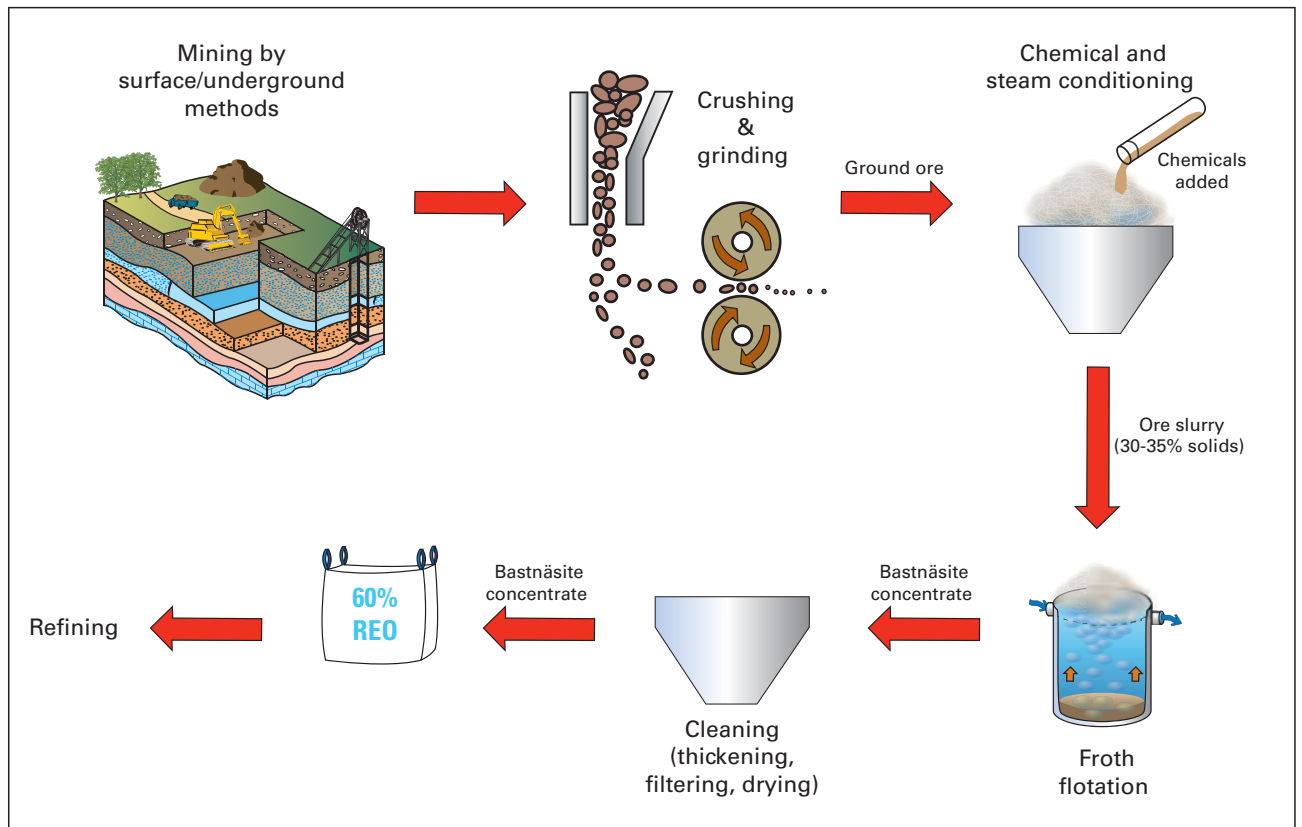 Mining by
surface/underground
methods
Crushing
&
grinding
Ground ore
Chemical and
steam conditioning
Chemicals
added
Ore slurry
(30-35% solids)
Froth
flotation
Bastnäsite
concentrate
Cleaning
(thickening,
filtering, drying)
Bastnäsite
concentrate
60%
REO
Refining